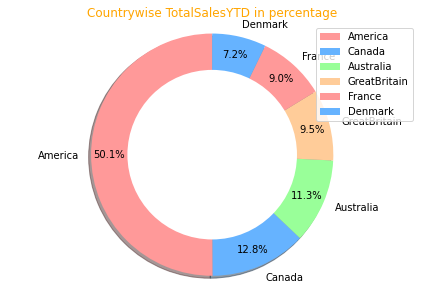 Countrywise TotalSalesYTD in percentage
Denmark
America
Canada
Australia
GreatBritain
France
Denmark
France
7.2%
9.0%
9.5%
GreatBritain
America
50.1%
11.3%
Australia
12.8%
Canada